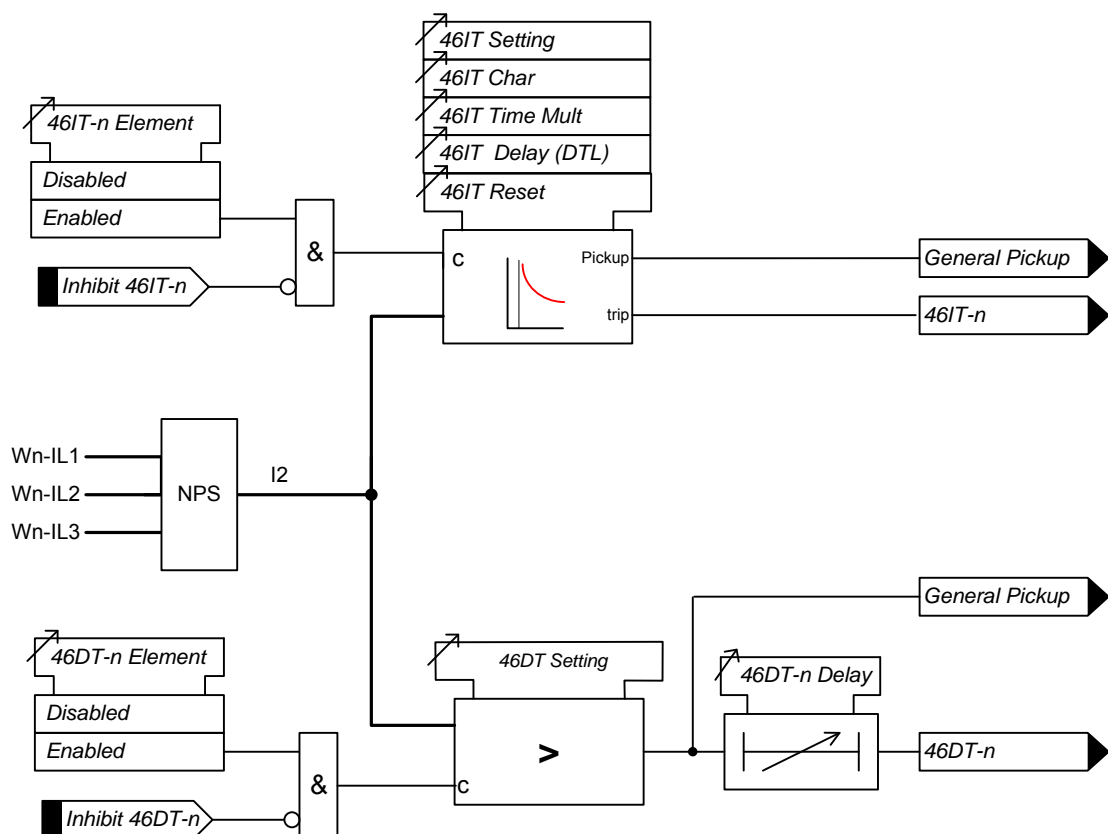 46IT Setting
46IT Char
46IT Time Mult
46IT Delay (DTL)
46IT Reset
46IT-n Element
Disabled
Enabled
Inhibit 46IT-n
&
c
Pickup
trip
General Pickup
46IT-n
Wn-IL1
Wn-IL2
Wn-IL3
NPS
I2
46DT-n Element
Disabled
Enabled
Inhibit 46DT-n
&
46DT Setting
c
>
General Pickup
46DT-n Delay
46DT-n